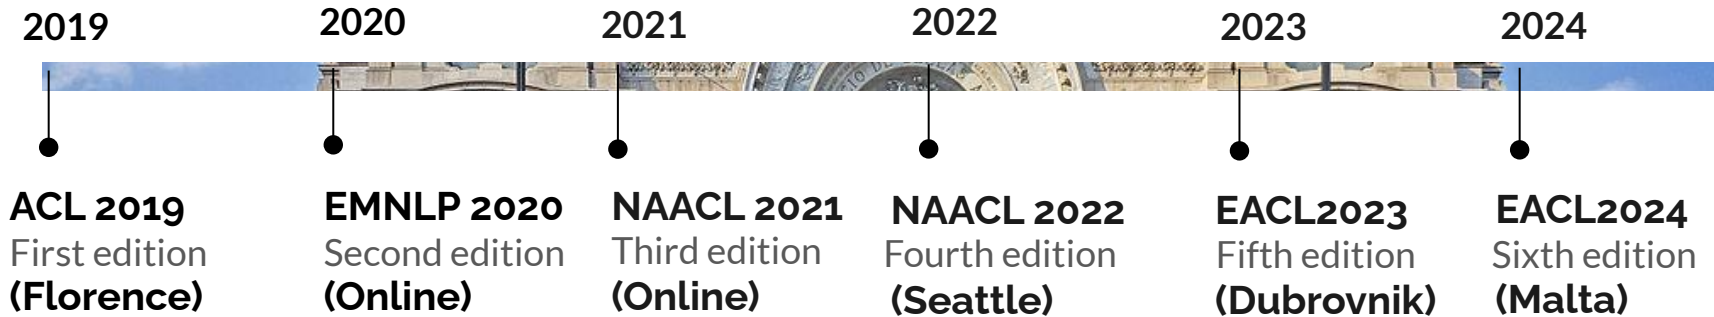 2019
2020
2021
2022
2023
2024
ACL 2019
First edition
(Florence)
EMNLP 2020
Second edition
(Online)
NAACL 2021
Third edition
(Online)
NAACL 2022
Fourth edition
(Seattle)
EACL2023
Fifth edition
(Dubrovnik)
EACL2024
Sixth edition
(Malta)